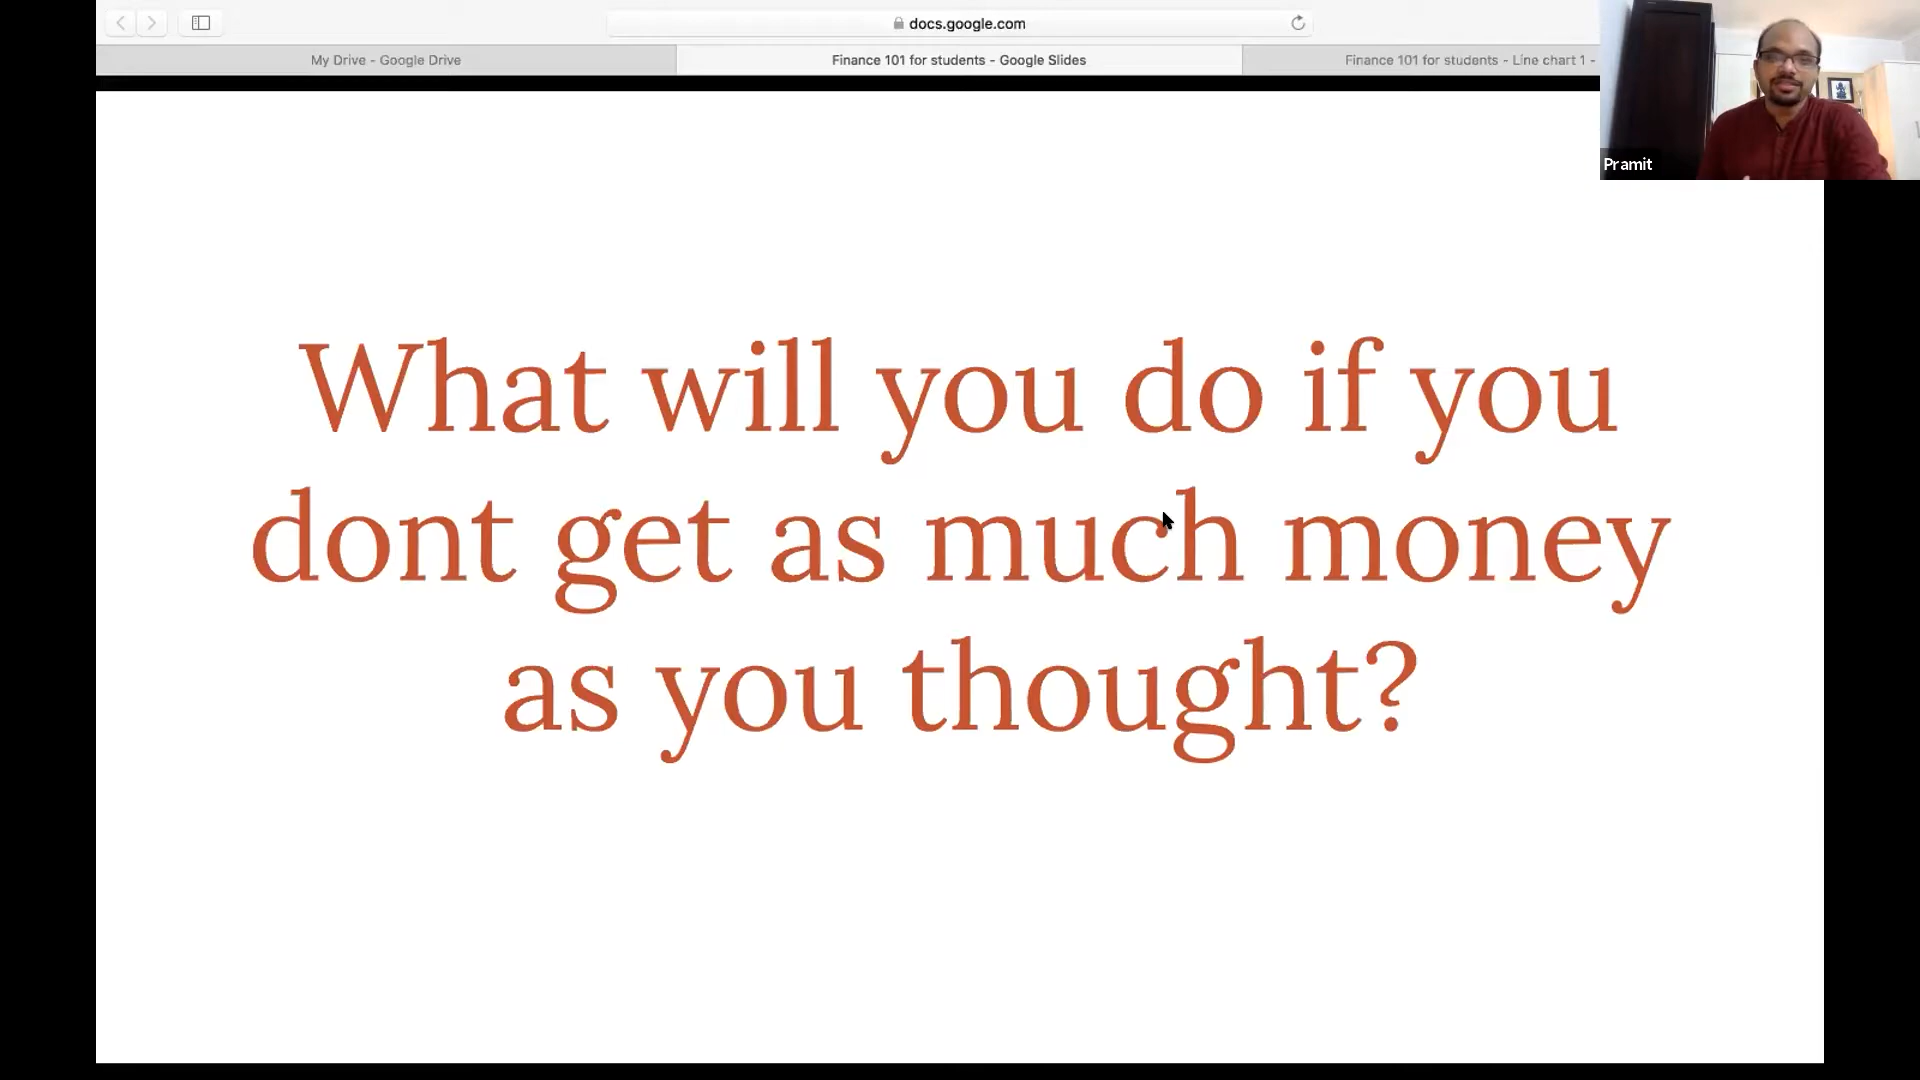 docs.google.com
My Drive - Google Drive
Finance 101 for students - Google Slides
Finance 101 for students - Line chart 1 -
Pramit
What will you do if you
dont get as much money
as you thought?